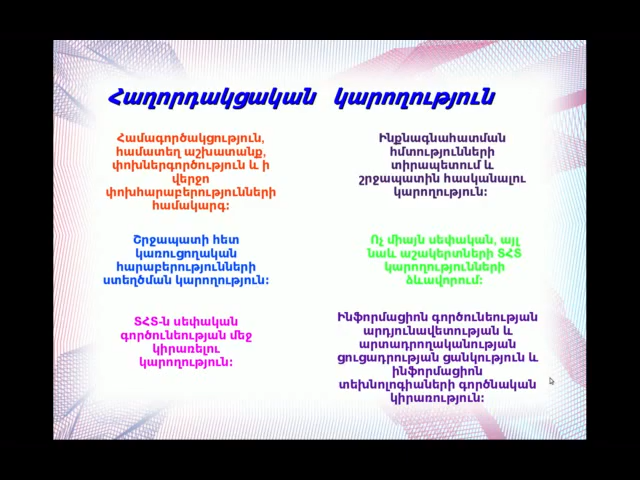 Հաղորդակցական կարողություն
Համագործակցություն,
համատեղ աշխատանք,
փոխներգործություն և ի
վերջո
փոխհարաբերությունների
համակարգ:
Ինքնագնահատման
հմտությունների
տիրապետում և
շրջապատին հասկանալու
կարողություն:
Շրջապատի հետ
կառուցողական
հարաբերությունների
ստեղծման կարողություն:
Ոչ միայն սեփական, այլ
նաև աշակերտների ՏՀՏ
կարողությունների
ձևավորում:
ՏՀՏ-ն սեփական
գործունեության մեջ
կիրառելու
կարողություն:
Ինֆորմացիոն գործունեության
արդյունավետության և
արտադրողականության
ցուցադրության ցանկություն և
ինֆորմացիոն
տեխնոլոգիաների գործնական
կիրառություն: